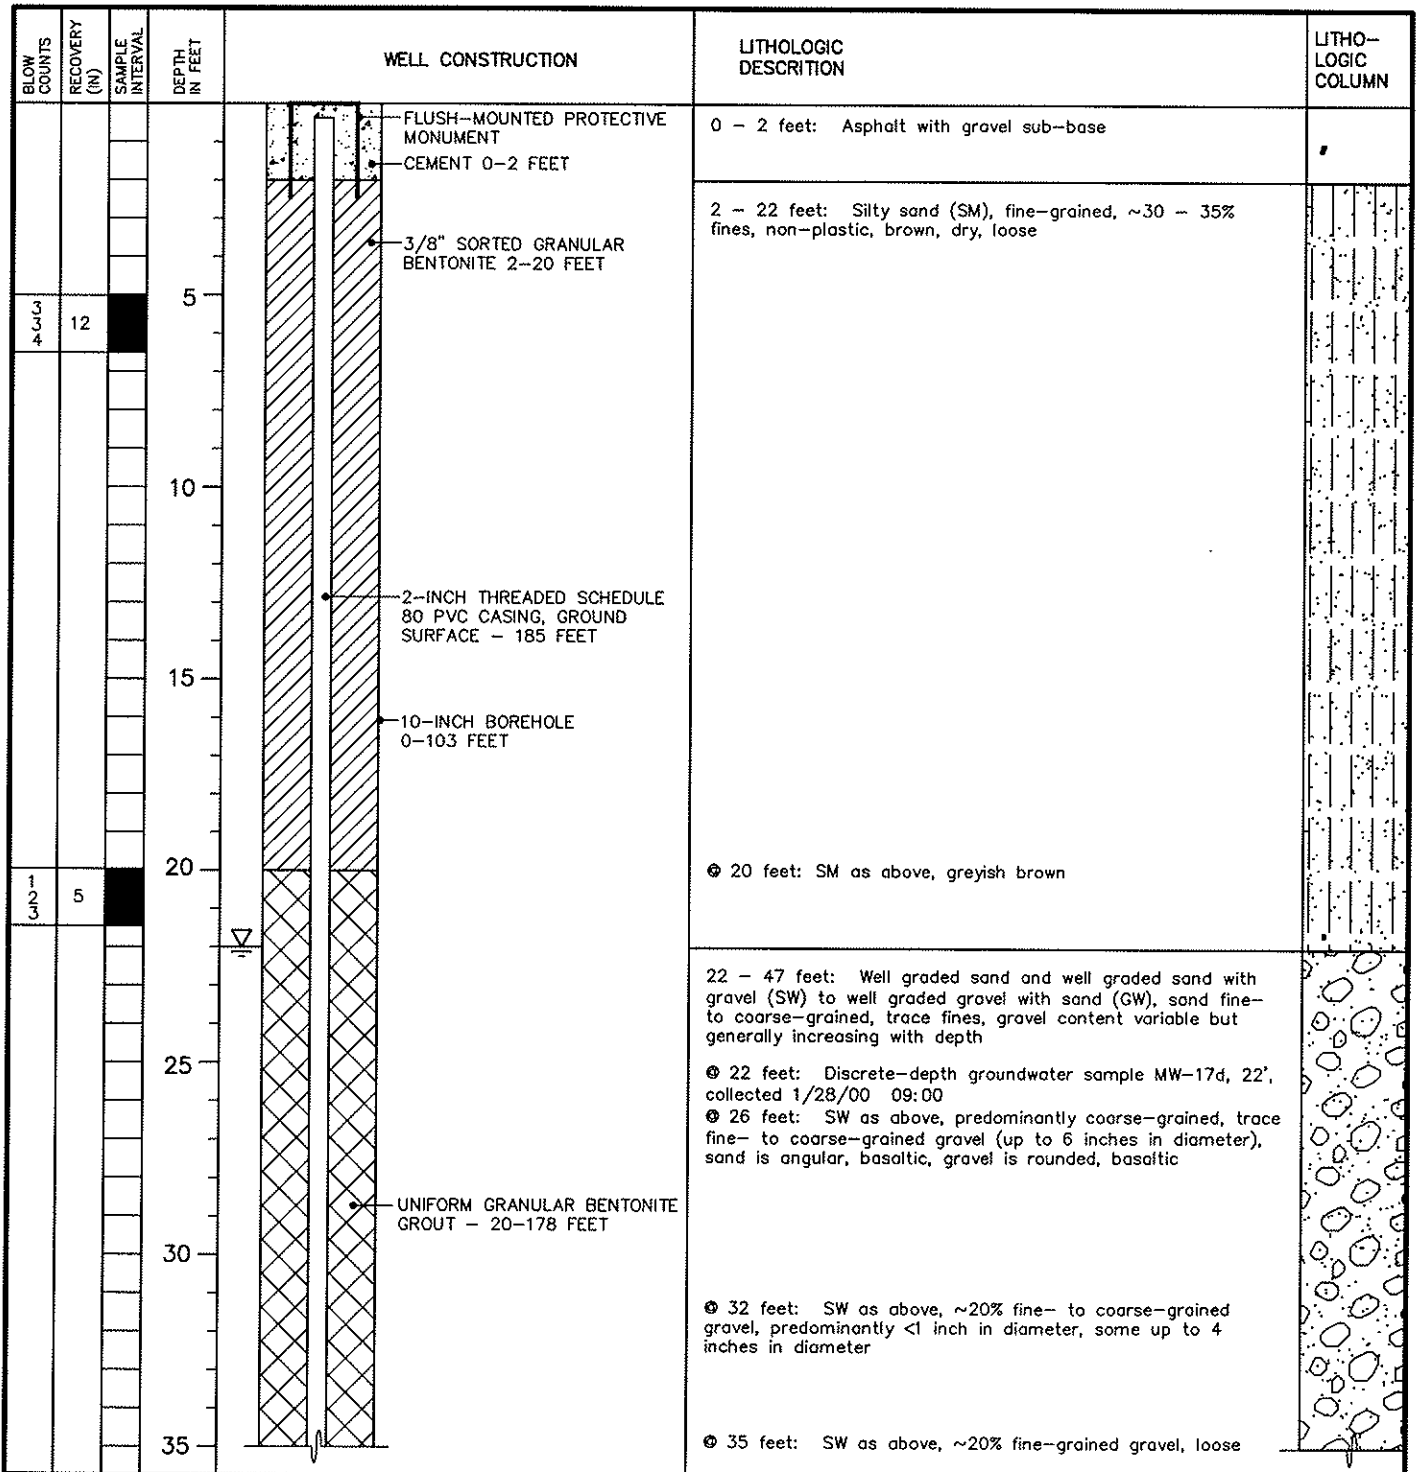 BLOW
COUNTS
RECOVERY
(IN)
SAMPLE
INTERVAL
DEPTH
IN FEET
WELL CONSTRUCTION
LITHOLOGIC
DESCRITION
LITHO-
LOGIC
COLUMN
FLUSH-MOUNTED PROTECTIVE
MONUMENT
CEMENT 0-2 FEET
0 - 2 feet: Asphalt with gravel sub-base
2 - 22 feet: Silty sand (SM), fine-grained, ~30 - 35%
fines, non-plastic, brown, dry, loose
3/8" SORTED GRANULAR
BENTONITE 2-20 FEET
5
3
3
4
12
10
2-INCH THREADED SCHEDULE
80 PVC CASING, GROUND
SURFACE - 185 FEET
15
10-INCH BOREHOLE
0-103 FEET
20
@ 20 feet: SM as above, greyish brown
1
2
3
5
22 - 47 feet: Well graded sand and well graded sand with
gravel (SW) to well graded gravel with sand (GW), sand fine-
to coarse-grained, trace fines, gravel content variable but
generally increasing with depth
25
@ 22 feet: Discrete-depth groundwater sample MW-17d, 22',
collected 1/28/00 09:00
@ 26 feet: SW as above, predominantly coarse-grained, trace
fine- to coarse-grained gravel (up to 6 inches in diameter),
sand is angular, basaltic, gravel is rounded, basaltic
UNIFORM GRANULAR BENTONITE
GROUT - 20-178 FEET
30
@ 32 feet: SW as above, ~20% fine- to coarse-grained
gravel, predominantly <1 inch in diameter, some up to 4
inches in diameter
35
@ 35 feet: SW as above, ~20% fine-grained gravel, loose